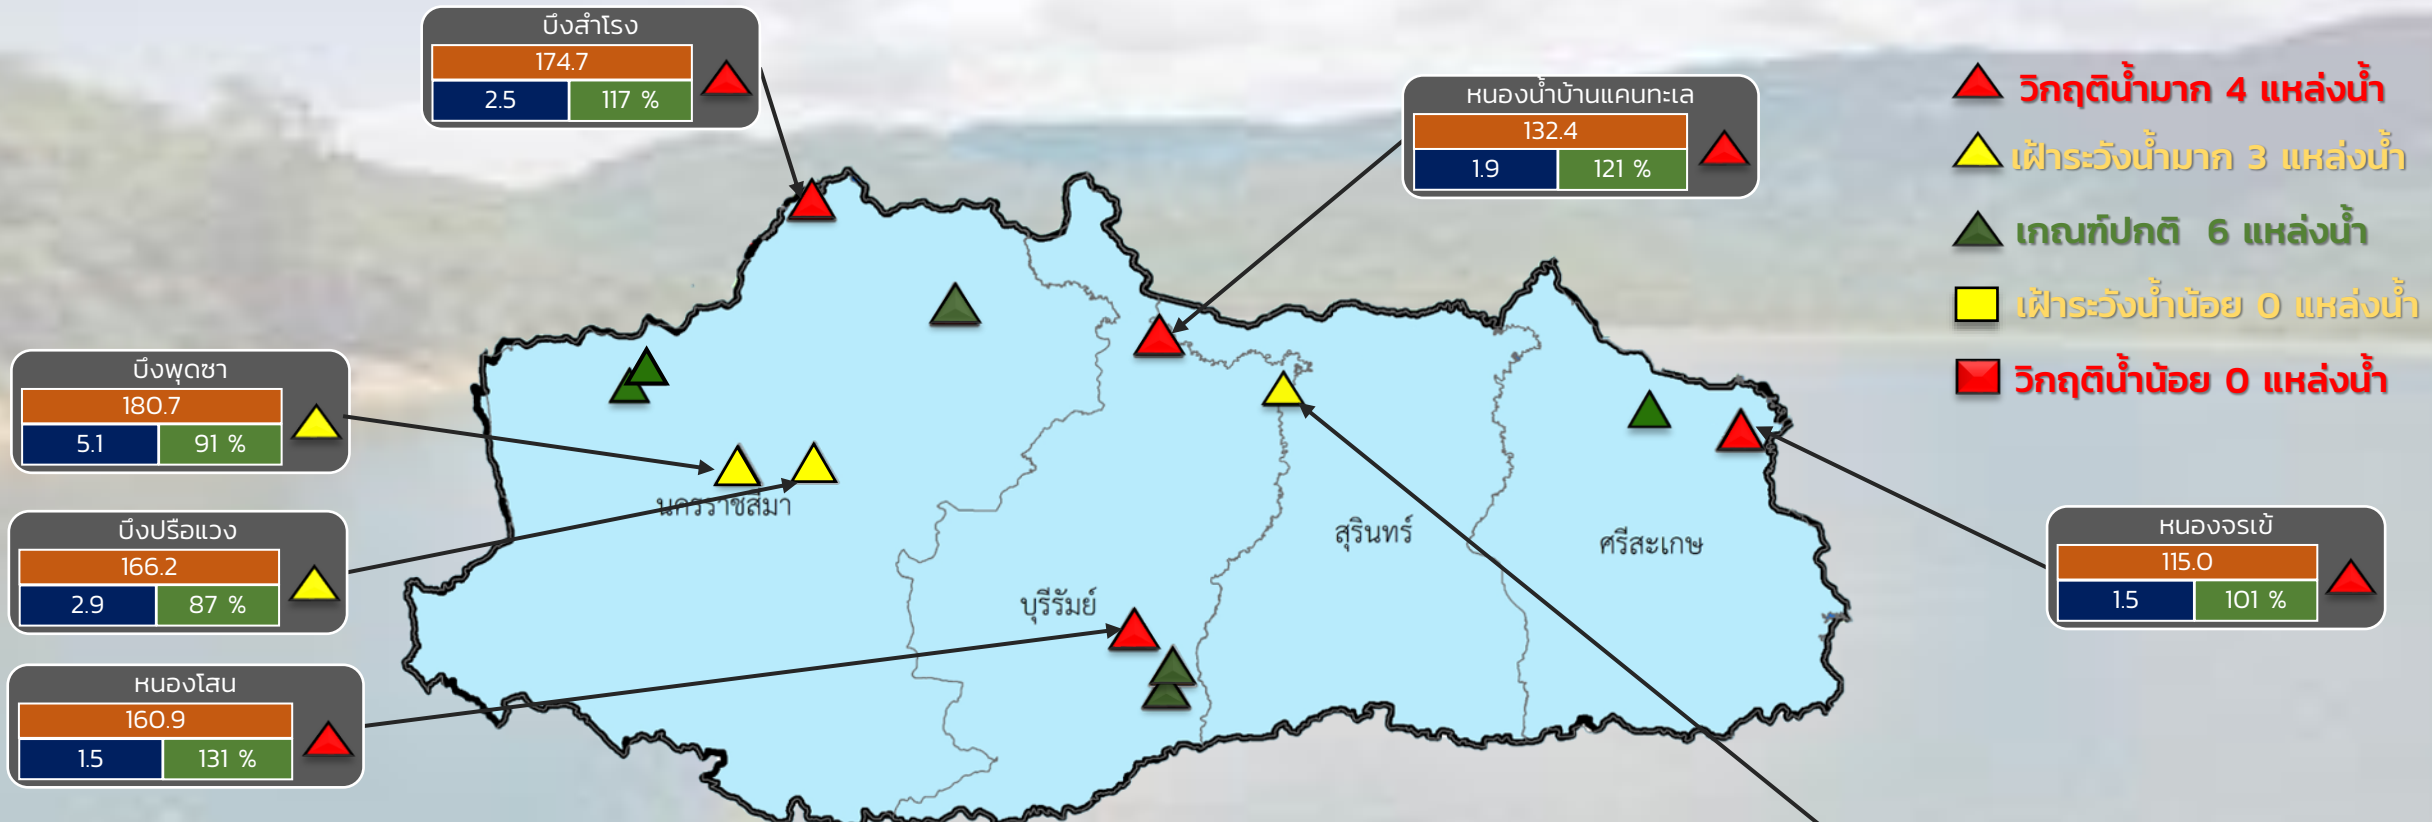 บึงสำโรง
174.7
2.5 117 %
หนองน้ำบ้านแคนทะเล
132.4
1.9 121 %
วิกฤติน้ำมาก 4 แหล่งน้ำ
เฝ้าระวังน้ำมาก 3 แหล่งน้ำ
เกณฑ์ปกติ 6 แหล่งน้ำ
เฝ้าระวังน้ำน้อย 0 แหล่งน้ำ
วิกฤติน้ำน้อย 0 แหล่งน้ำ
บึงพุดซา
180.7
5.1 91 %
บึงปรือแวง
166.2
2.9 87 %
หนองโสน
160.9
1.5 131 %
นครราชสีมา
บุรีรัมย์
สุรินทร์
ศรีสะเกษ
หนองจรเข้
115.0
1.5 101 %